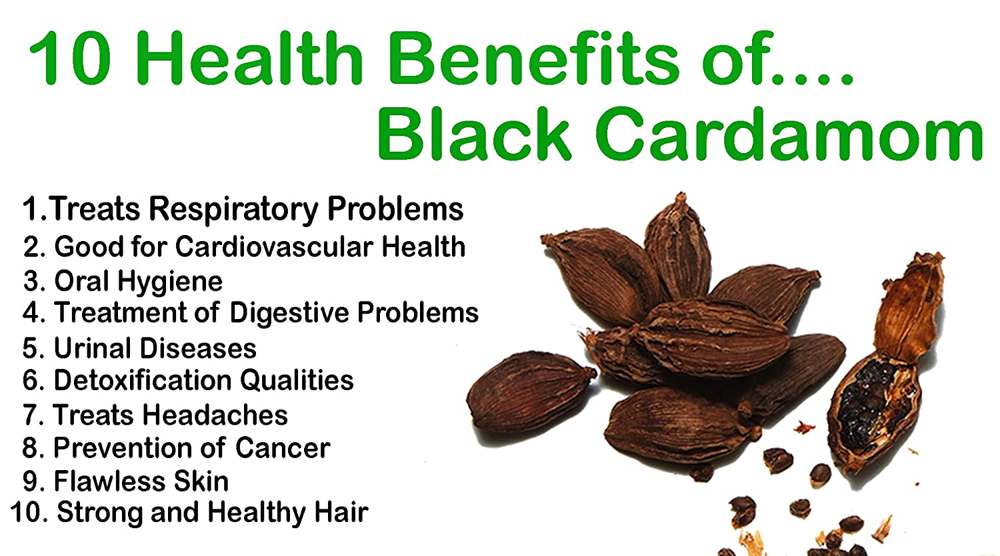 10 Health Benefits of....
Black Cardamom
1.Treats Respiratory Problems
2. Good for Cardiovascular Health
3. Oral Hygiene
4. Treatment of Digestive Problems
5. Urinal Diseases
6. Detoxification Qualities
7. Treats Headaches
8. Prevention of Cancer
9. Flawless Skin
10. Strong and Healthy Hair